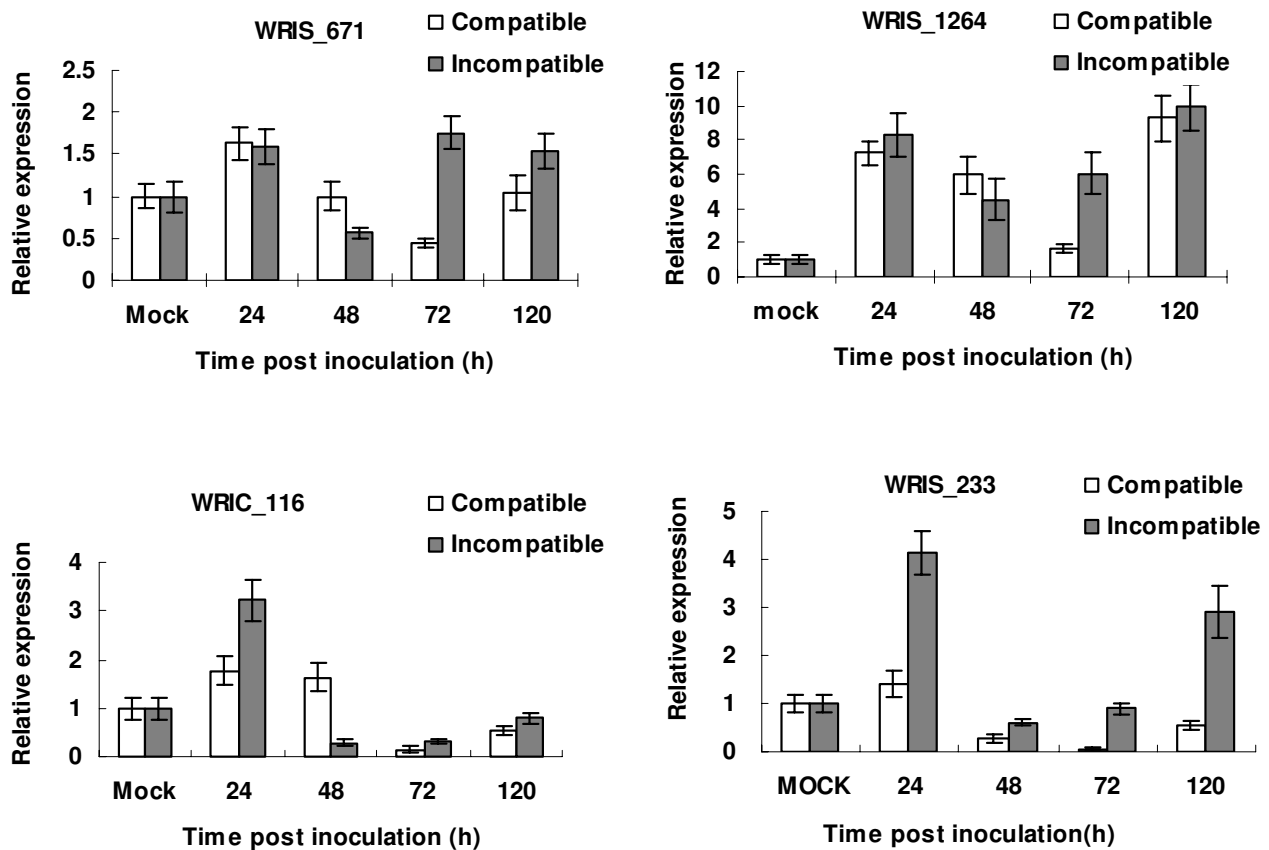 WRIS_671
Compatible
Incompatible
Relative expression
2.5
2
1.5
1
0.5
0
Mock 24 48 72 120
Time post inoculation (h)
WRIS_1264
Compatible
Incompatible
Relative expression
12
10
8
6
4
2
0
mock 24 48 72 120
Time post inoculation (h)
WRIC_116
Compatible
Incompatible
Relative expression
4
3
2
1
0
Mock 24 48 72 120
Time post inoculation (h)
WRIS_233
Compatible
Incompatible
Relative expression
5
4
3
2
1
0
MOCK 24 48 72 120
Time post inoculation(h)